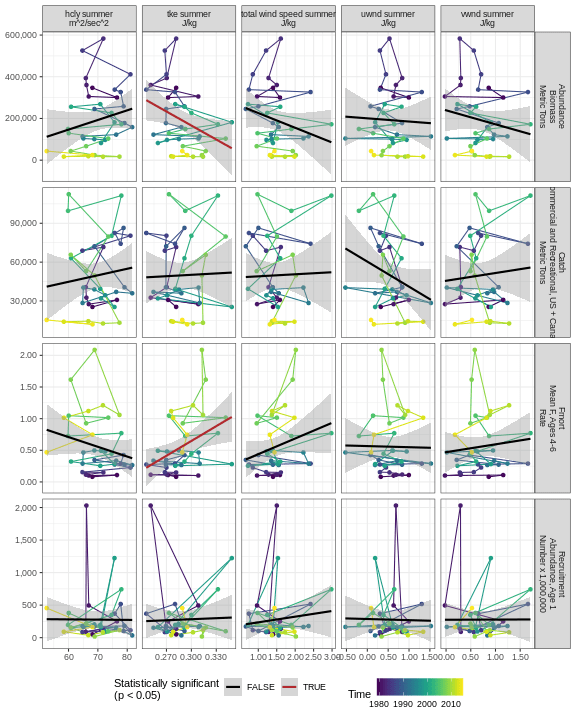 hcly summer
m^2/sec^2
tke summer
J/kg
total wind speed summer
J/kg
uwnd summer
J/kg
vwnd summer
J/kg
600,000
400,000
200,000
0
Abundance
Biomass
Metric Tons
90,000
60,000
30,000
Catch
ommercial and Recreational, US + Cana
Metric Tons
2.00
1.50
1.00
0.50
0.00
Fmort
Mean F, Ages 4-6
Rate
2,000
1,500
1,000
500
0
Recruitment
Abundance, Age 1
Number x 1,000,000
60 70 80
0.270 0.300 0.330
1.00 1.50 2.00 2.50 3.00
0.50 0.00 0.50 1.00 1.50
0.00 0.50 1.00 1.50
Statistically significant
(p < 0.05)
FALSE
TRUE
Time
1980 1990 2000 2010